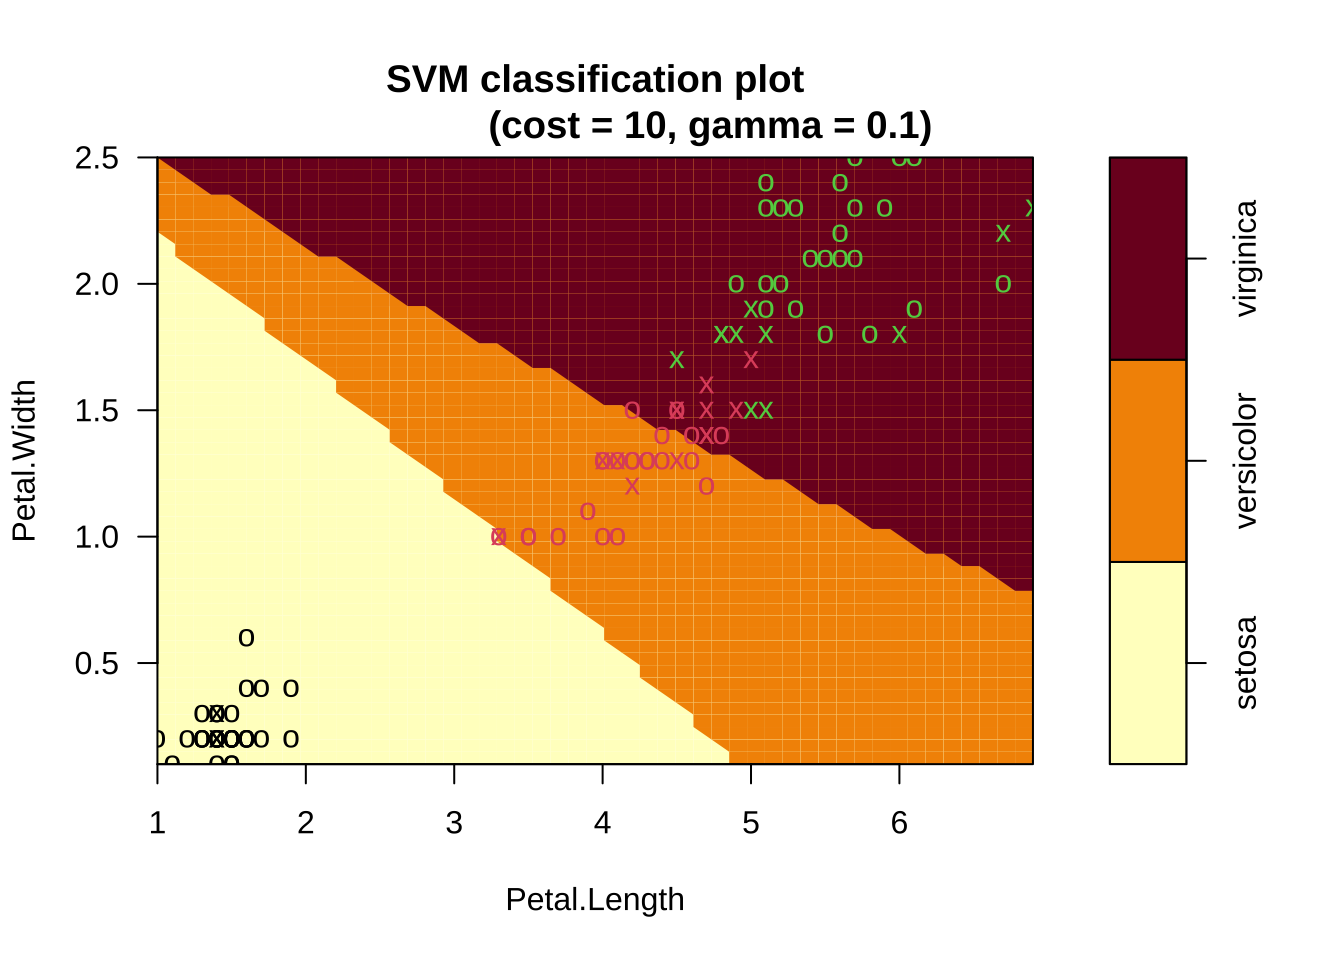 SVM classification plot
(cost = 10, gamma = 0.1)
2.5
2.0
1.5
1.0
0.5
Petal.Width
1 2 3 4 5 6
Petal.Length
virginica
versicolor
setosa